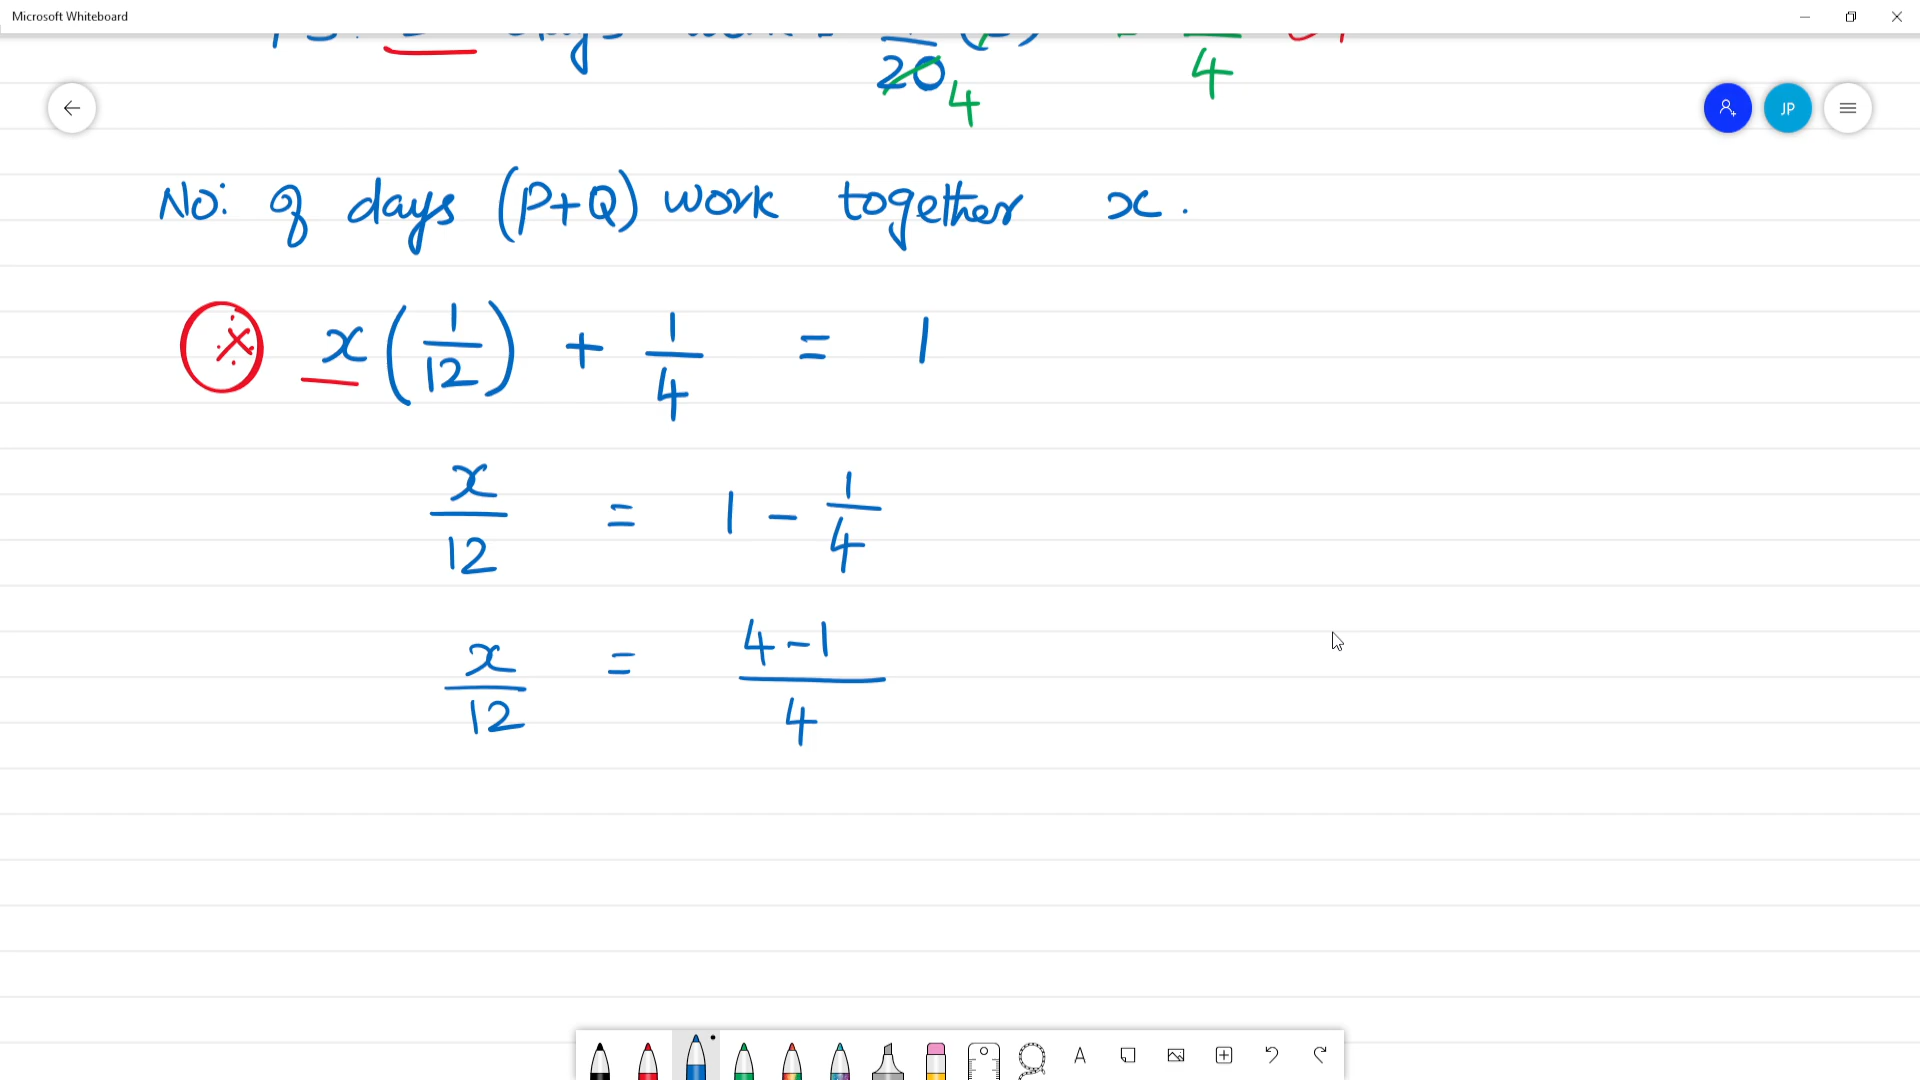 Microsoft Whiteboard
days
20 4 4
JP
No: of days (P+Q) work together x.
x (1/12) + 1/4 = 1
x/12 = 1 - 1/4
x/12 = 4-1/4
A